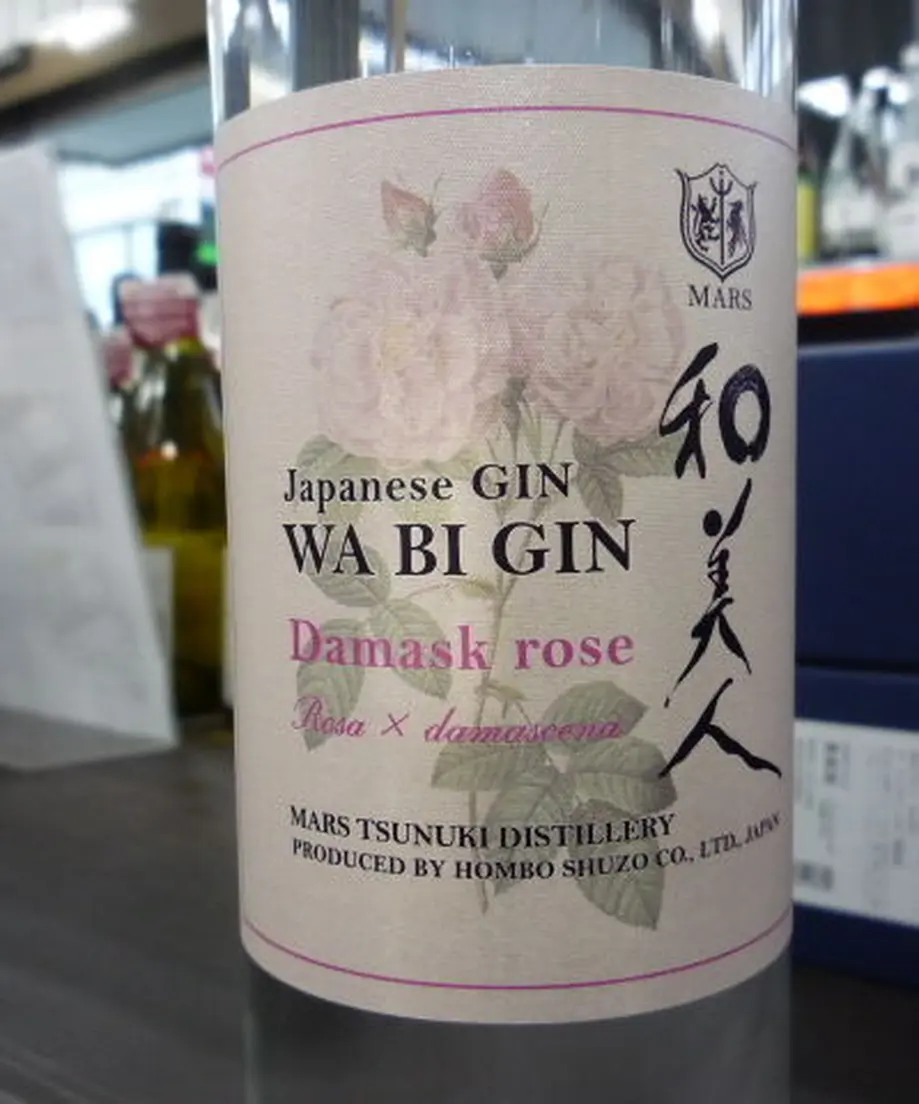 MARS
和美人
Japanese GIN
WA BI GIN
Damask rose
Rosa × damascena
MARS TSUNUKI DISTILLERY
PRODUCED BY HOMBO SHUZO CO., LTD., JAPAN